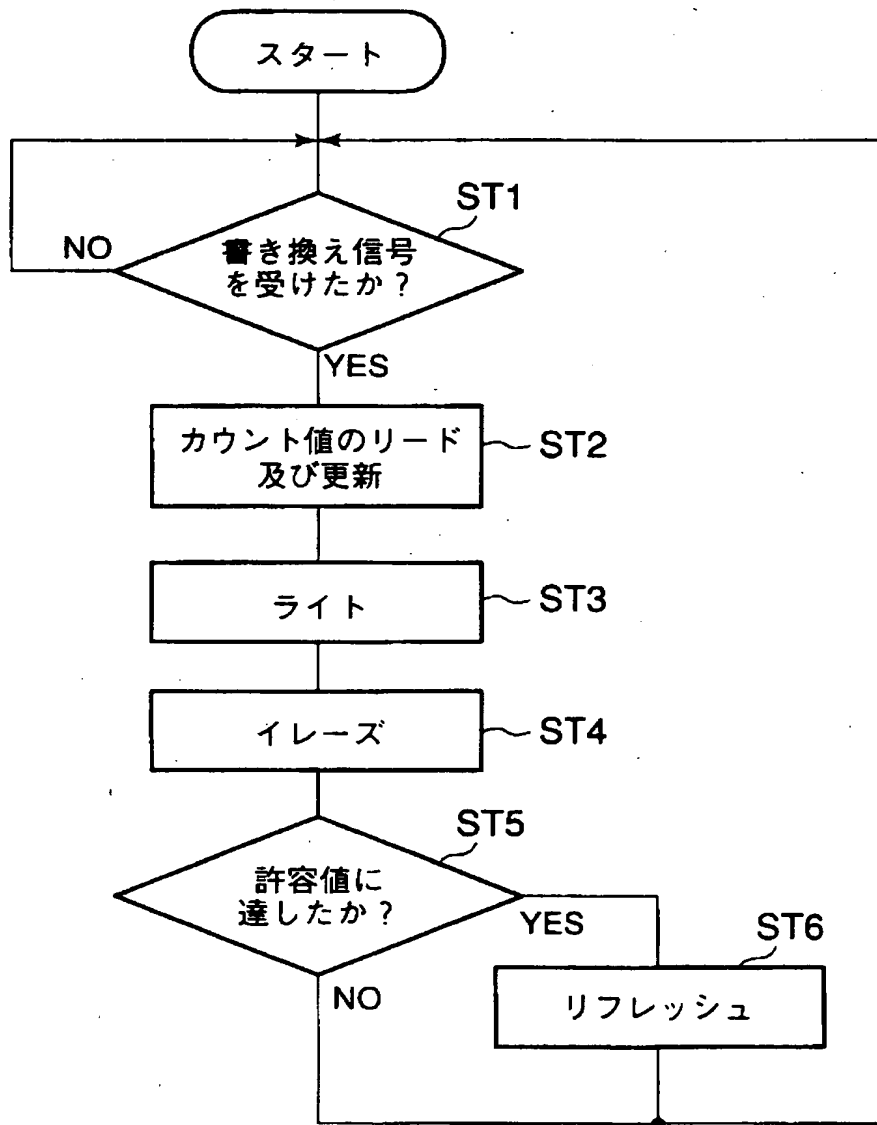 スタート
ST1
書き換え信号
を受けたか？
NO
YES
カウント値のリード
及び更新
ST2
ライト
ST3
イレーズ
ST4
ST5
許容値に
達したか？
YES
NO
ST6
リフレッシュ